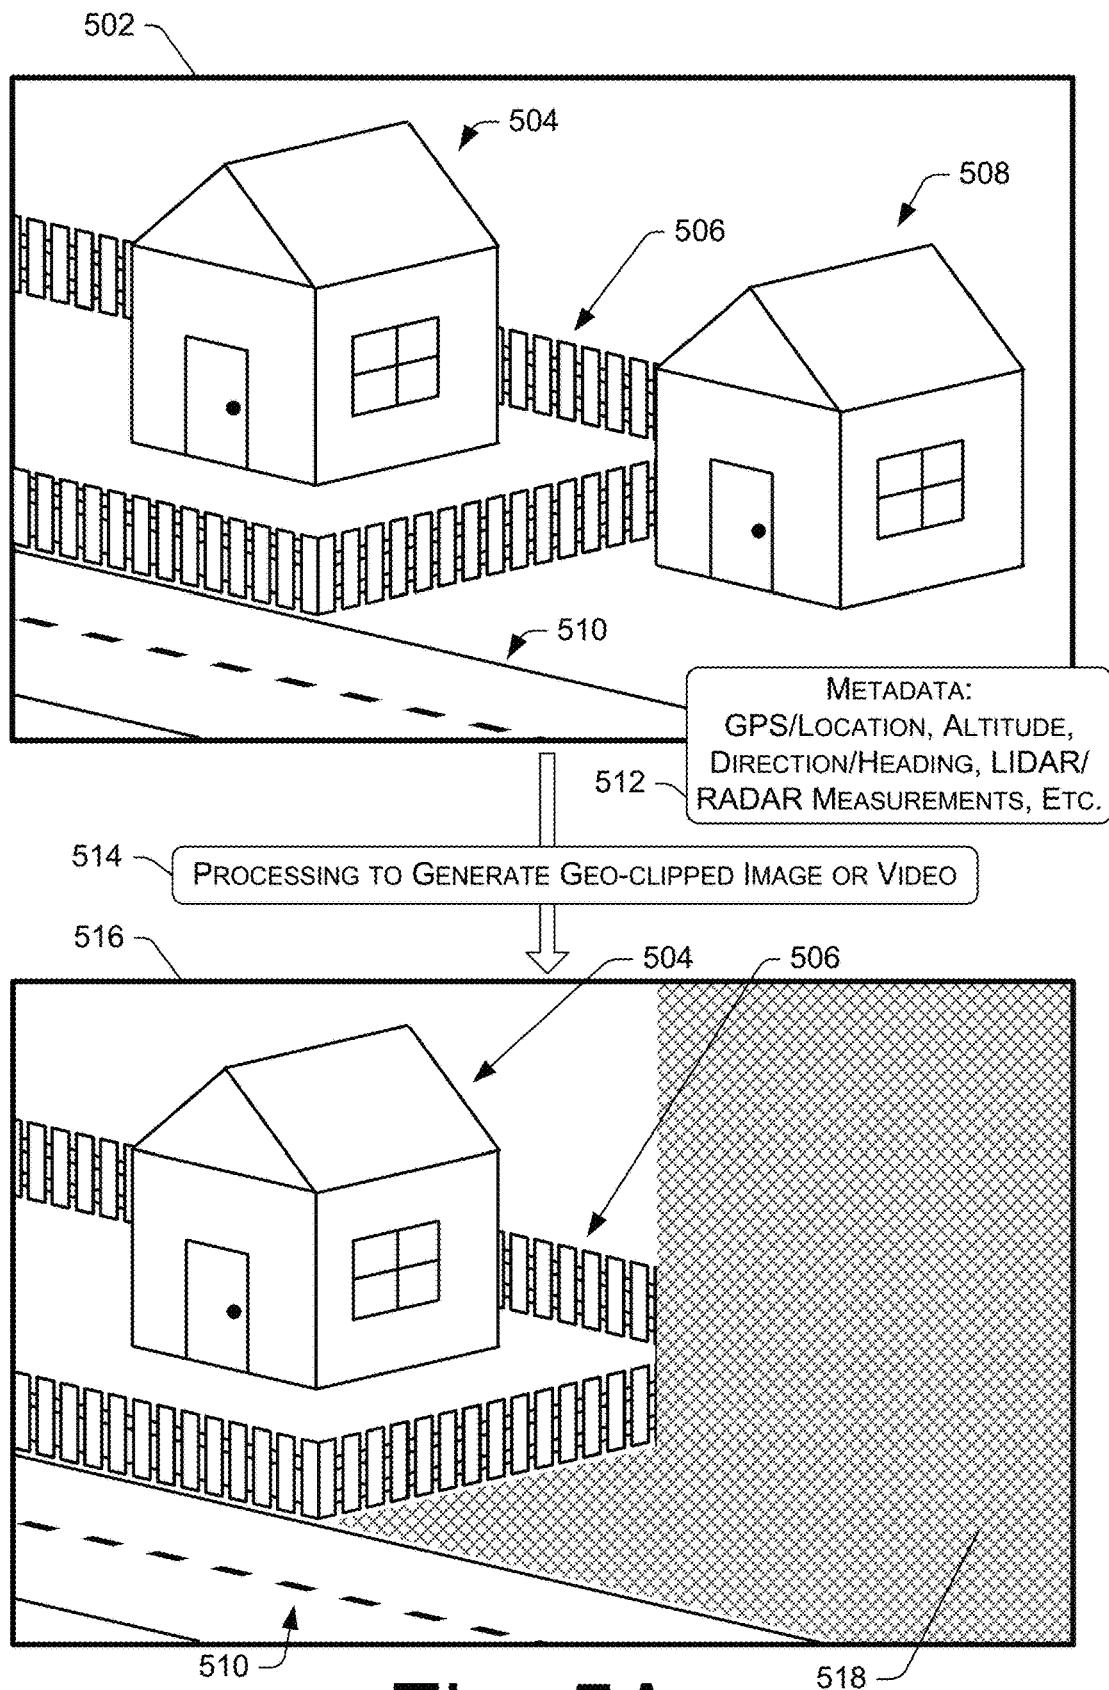 502
504
508
506
510
METADATA:
GPS/LOCATION, ALTITUDE,
DIRECTION/HEADING, LIDAR/
RADAR MEASUREMENTS, ETC.
512
514
PROCESSING TO GENERATE GEO-CLIPPED IMAGE OR VIDEO
516
504
506
510
518